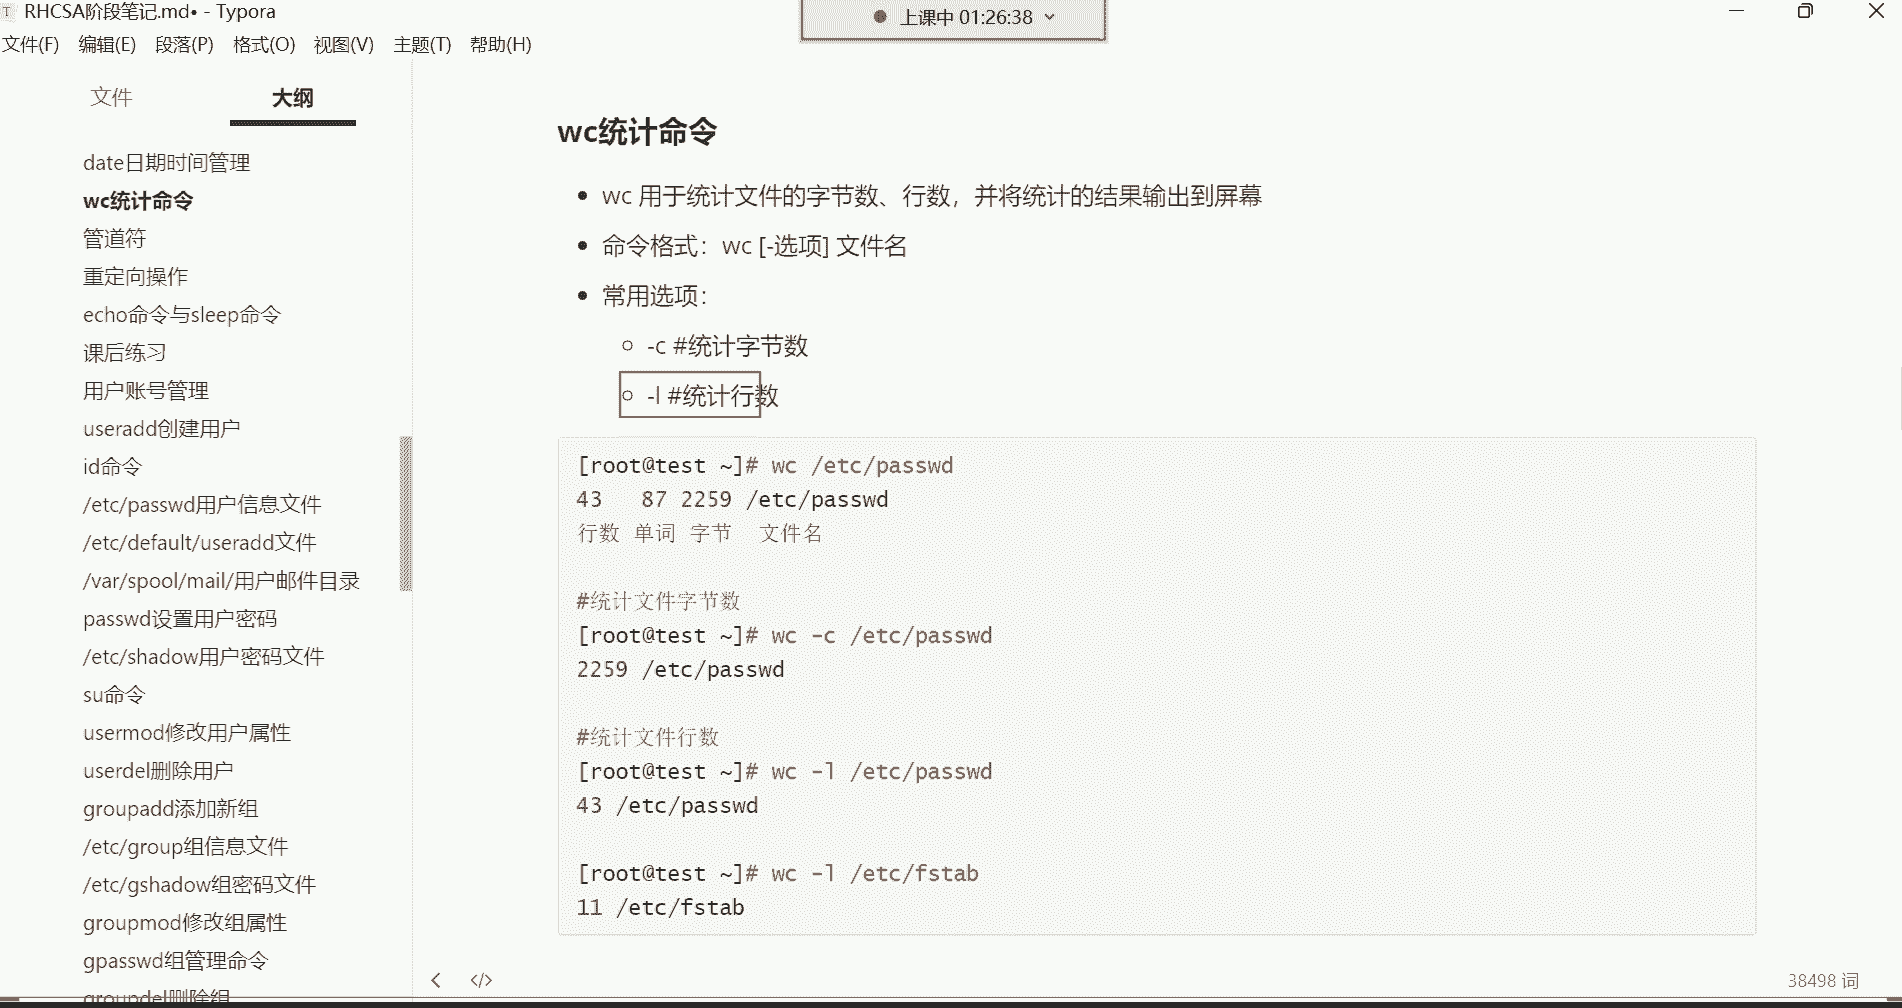 RHCSA阶段笔记.md• - Typora
上课中 01:26:38
文件(F) 编辑(E) 段落(P) 格式(O) 视图(V) 主题(T) 帮助(H)
文件 大纲
date日期时间管理
wc统计命令
管道符
重定向操作
echo命令与sleep命令
课后练习
用户账号管理
useradd创建用户
id命令
/etc/passwd用户信息文件
/etc/default/useradd文件
/var/spool/mail/用户邮件目录
passwd设置用户密码
/etc/shadow用户密码文件
su命令
usermod修改用户属性
userdel删除用户
groupadd添加新组
/etc/group组信息文件
/etc/gshadow组密码文件
groupmod修改组属性
gpasswd组管理命令
groupdel删除组
wc统计命令
wc 用于统计文件的字节数、行数，并将统计的结果输出到屏幕
命令格式：wc [-选项] 文件名
常用选项：
-c #统计字节数
-l #统计行数
[root@test ~]# wc /etc/passwd
43   87 2259 /etc/passwd
行数 单词 字节  文件名
#统计文件字节数
[root@test ~]# wc -c /etc/passwd
2259 /etc/passwd
#统计文件行数
[root@test ~]# wc -l /etc/passwd
43 /etc/passwd
[root@test ~]# wc -l /etc/fstab
11 /etc/fstab
</> 38498 词